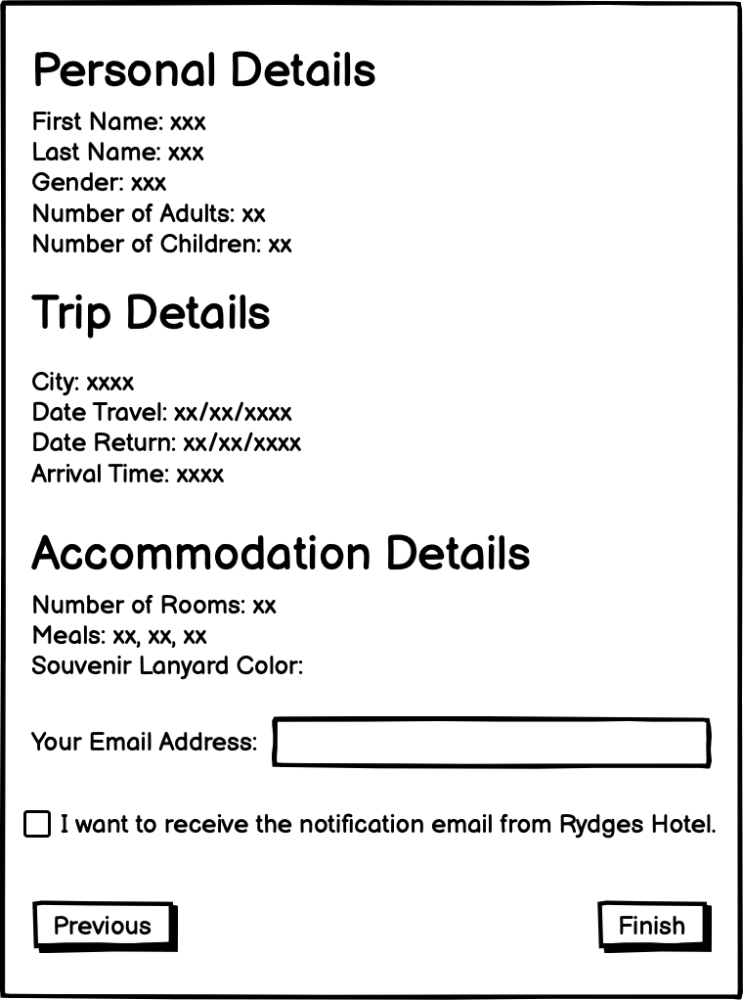 Personal Details
First Name: xxx
Last Name: xxx
Gender: xxx
Number of Adults: xx
Number of Children: xx
Trip Details
City: xxxx
Date Travel: xx/xx/xxxx
Date Return: xx/xx/xxxx
Arrival Time: xxxx
Accommodation Details
Number of Rooms: xx
Meals: xx, xx, xx
Souvenir Lanyard Color:
Your Email Address:
I want to receive the notification email from Rydges Hotel.
Previous
Finish